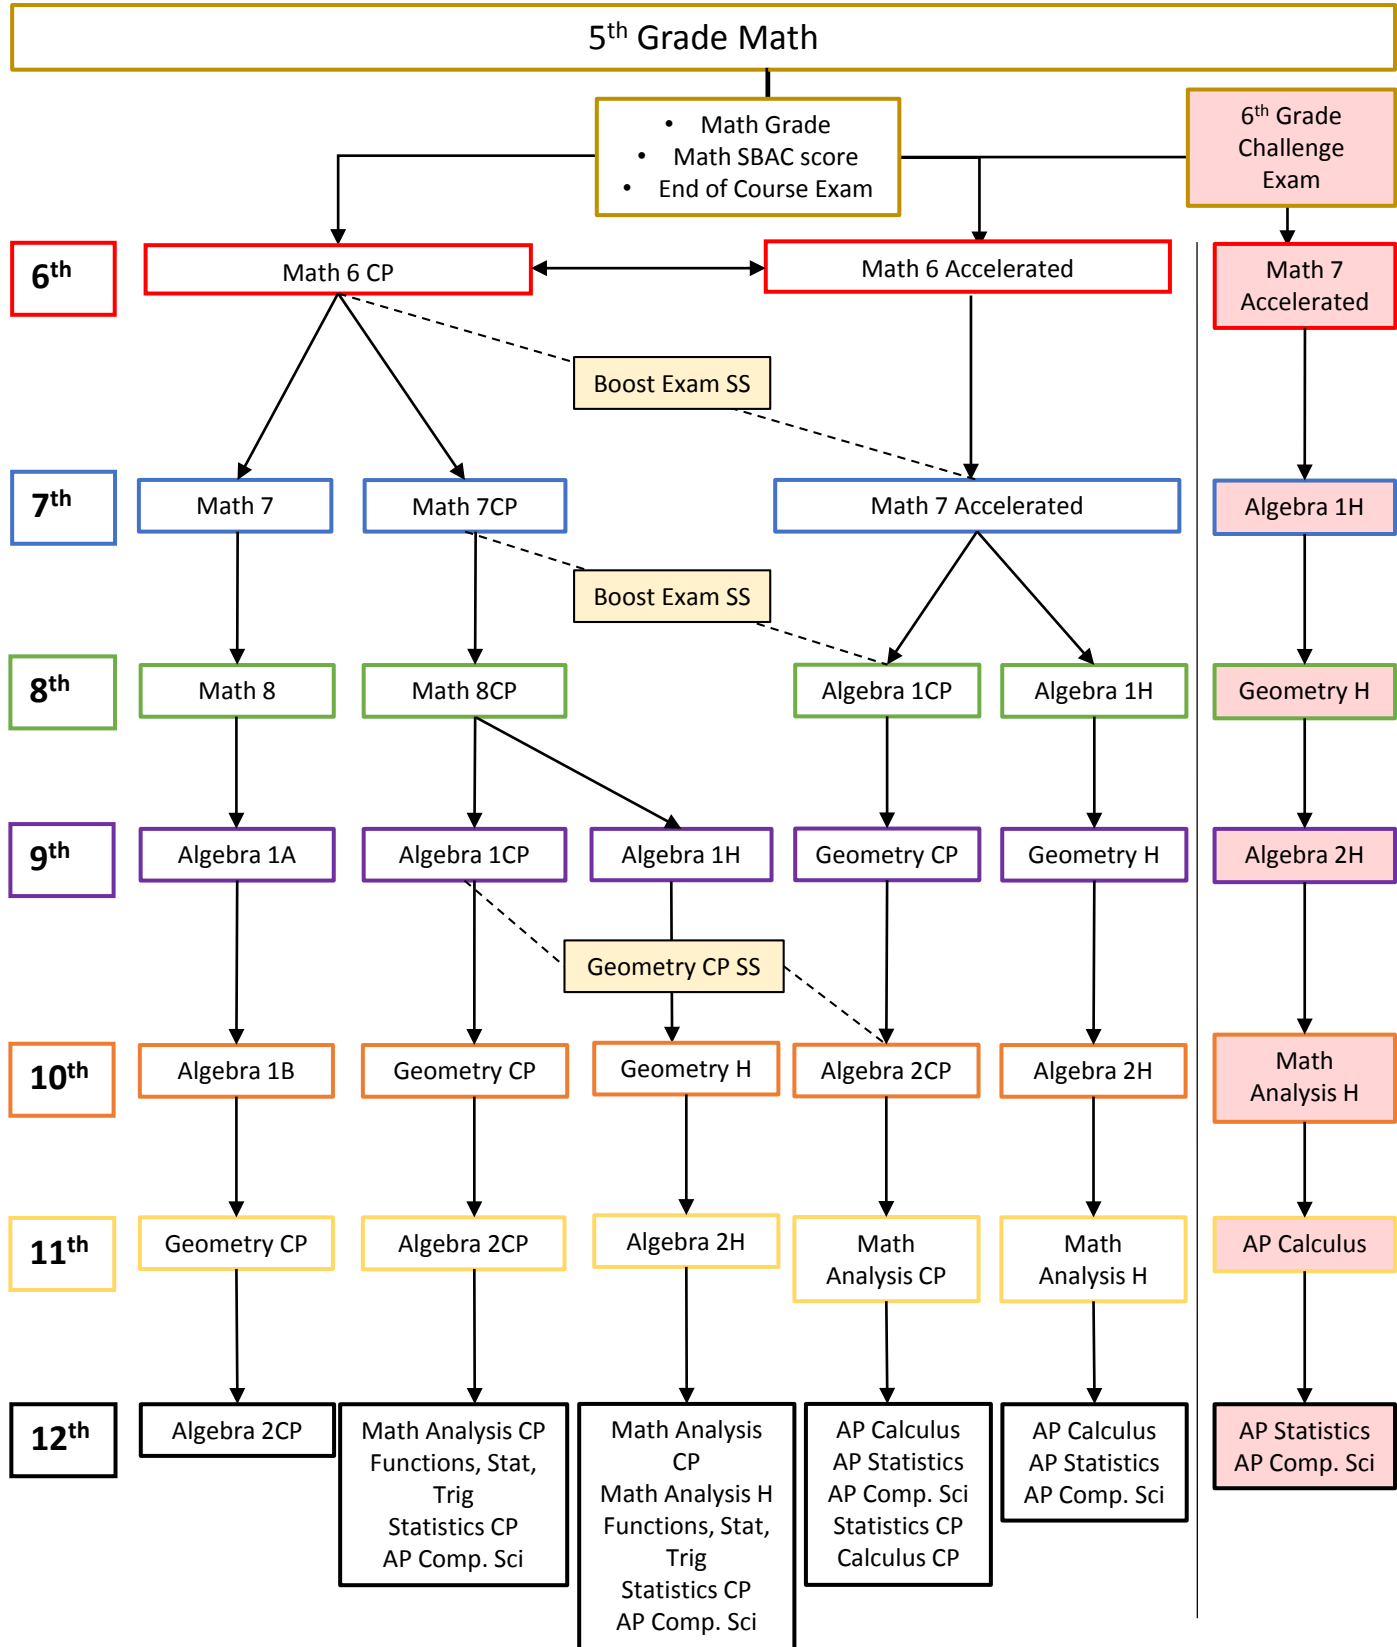 5th Grade Math
• Math Grade
• Math SBAC score
• End of Course Exam
6th Grade
Challenge
Exam
6th
Math 6 CP
Math 6 Accelerated
Math 7
Accelerated
Boost Exam SS
7th
Math 7
Math 7CP
Math 7 Accelerated
Algebra 1H
Boost Exam SS
8th
Math 8
Math 8CP
Algebra 1CP
Algebra 1H
Geometry H
9th
Algebra 1A
Algebra 1CP
Algebra 1H
Geometry CP
Geometry H
Algebra 2H
Geometry CP SS
10th
Algebra 1B
Geometry CP
Geometry H
Algebra 2CP
Algebra 2H
Math
Analysis H
11th
Geometry CP
Algebra 2CP
Algebra 2H
Math
Analysis CP
Math
Analysis H
AP Calculus
12th
Algebra 2CP
Math Analysis CP
Functions, Stat,
Trig
Statistics CP
AP Comp. Sci
Math Analysis
CP
Math Analysis H
Functions, Stat,
Trig
Statistics CP
AP Comp. Sci
AP Calculus
AP Statistics
AP Comp. Sci
Statistics CP
Calculus CP
AP Calculus
AP Statistics
AP Comp. Sci
AP Statistics
AP Comp. Sci